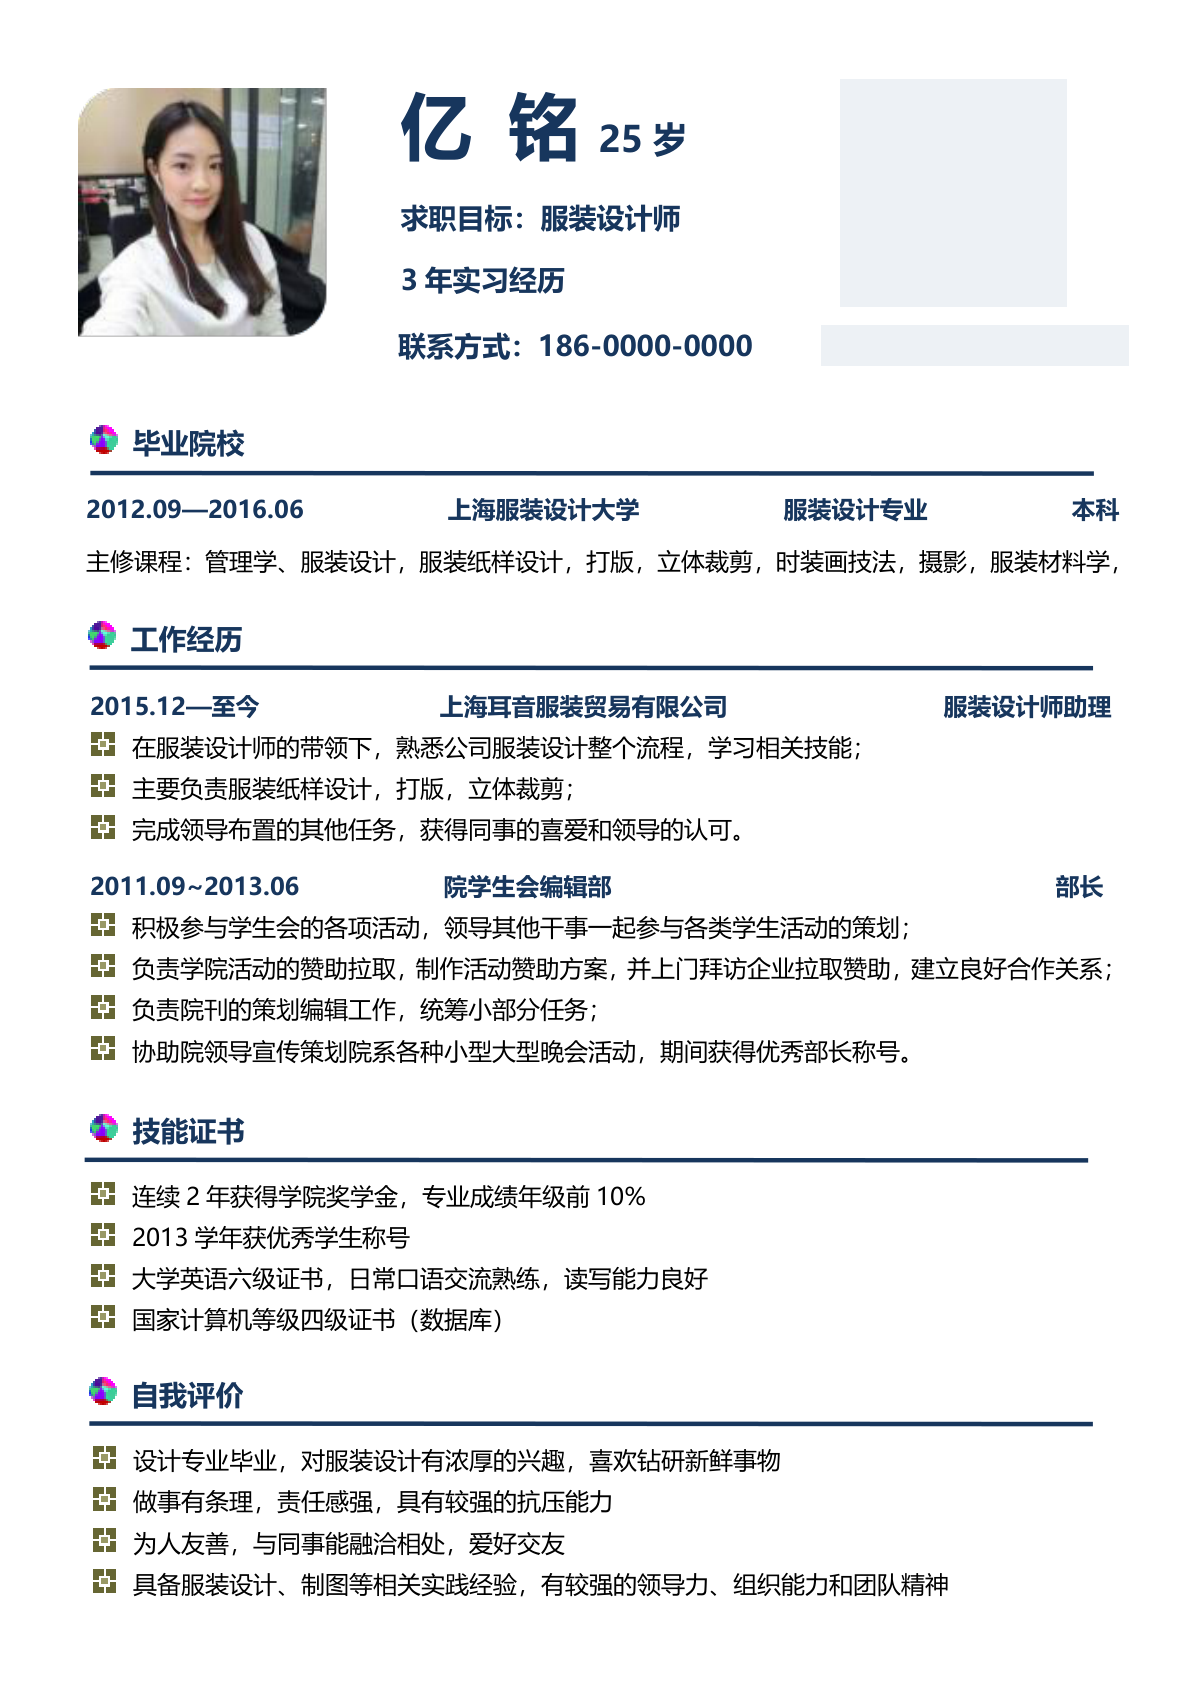 亿 铭 25 岁
求职目标：服装设计师
3 年实习经历
联系方式：186-0000-0000
毕业院校
2012.09—2016.06 上海服装设计大学 服装设计专业 本科
主修课程：管理学、服装设计，服装纸样设计，打版，立体裁剪，时装画技法，摄影，服装材料学，
工作经历
2015.12—至今 上海耳音服装贸易有限公司 服装设计师助理
在服装设计师的带领下，熟悉公司服装设计整个流程，学习相关技能；
主要负责服装纸样设计，打版，立体裁剪；
完成领导布置的其他任务，获得同事的喜爱和领导的认可。
2011.09~2013.06 院学生会编辑部 部长
积极参与学生会的各项活动，领导其他干事一起参与各类学生活动的策划；
负责学院活动的赞助拉取，制作活动赞助方案，并上门拜访企业拉取赞助，建立良好合作关系；
负责院刊的策划编辑工作，统筹小部分任务；
协助院领导宣传策划院系各种小型大型晚会活动，期间获得优秀部长称号。
技能证书
连续 2 年获得学院奖学金，专业成绩年级前 10%
2013 学年获优秀学生称号
大学英语六级证书，日常口语交流熟练，读写能力良好
国家计算机等级四级证书（数据库）
自我评价
设计专业毕业，对服装设计有浓厚的兴趣，喜欢钻研新鲜事物
做事有条理，责任感强，具有较强的抗压能力
为人友善，与同事能融洽相处，爱好交友
具备服装设计、制图等相关实践经验，有较强的领导力、组织能力和团队精神